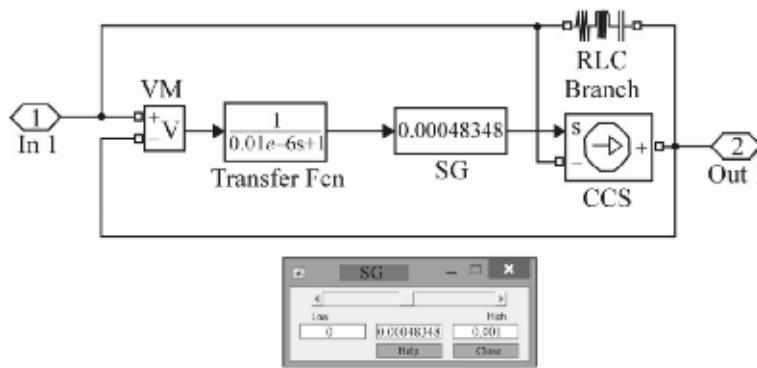 RLC
Branch
VM
1
In 1
+
V
−
1
0.01e−6s+1
Transfer Fcn
0.00048348
SG
s
−
+
CCS
2
Out 1
SG
Low
High
0
0.00048348
0.001
Help
Close